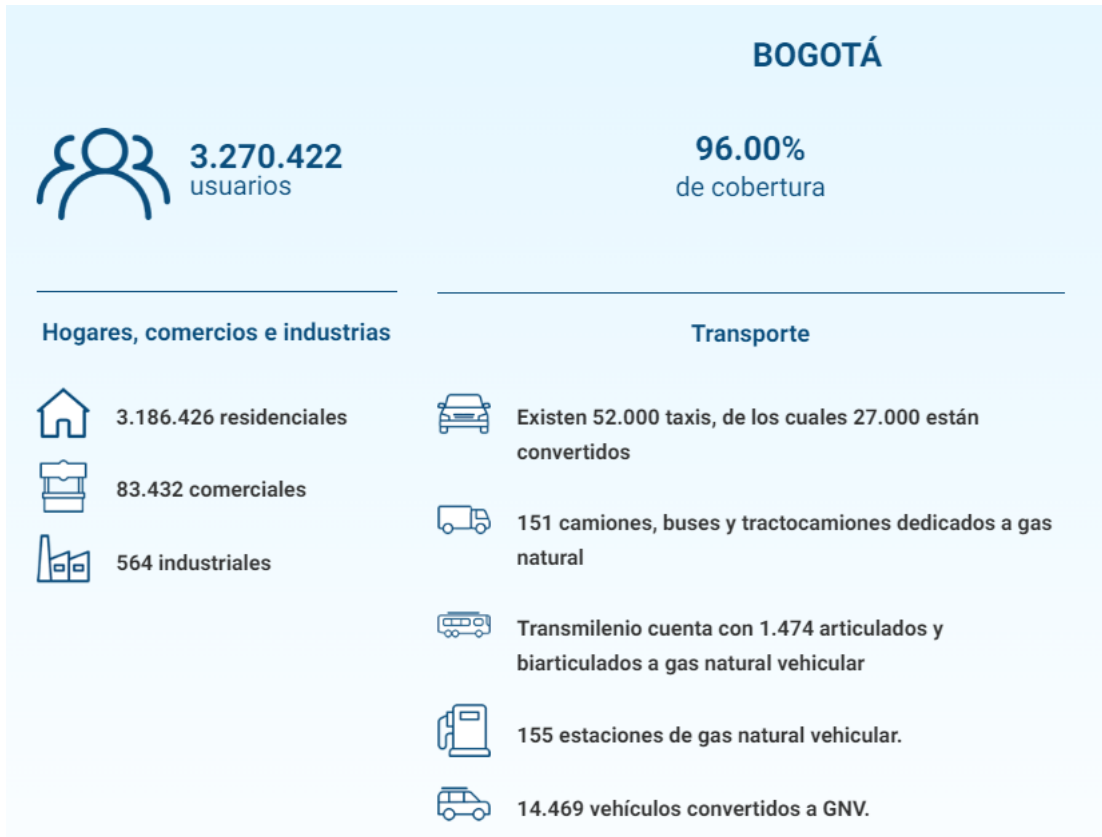 BOGOTÁ
3.270.422
usuarios
96.00%
de cobertura
Hogares, comercios e industrias
3.186.426 residenciales
83.432 comerciales
564 industriales
Transporte
Existen 52.000 taxis, de los cuales 27.000 están
convertidos
151 camiones, buses y tractocamiones dedicados a gas
natural
Transmilenio cuenta con 1.474 articulados y
biarticulados a gas natural vehicular
155 estaciones de gas natural vehicular.
14.469 vehículos convertidos a GNV.